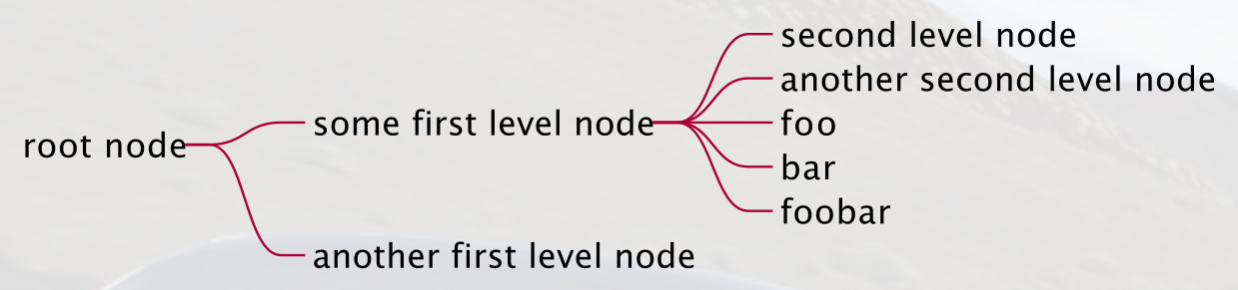 root node
some first level node
second level node
another second level node
foo
bar
foobar
another first level node